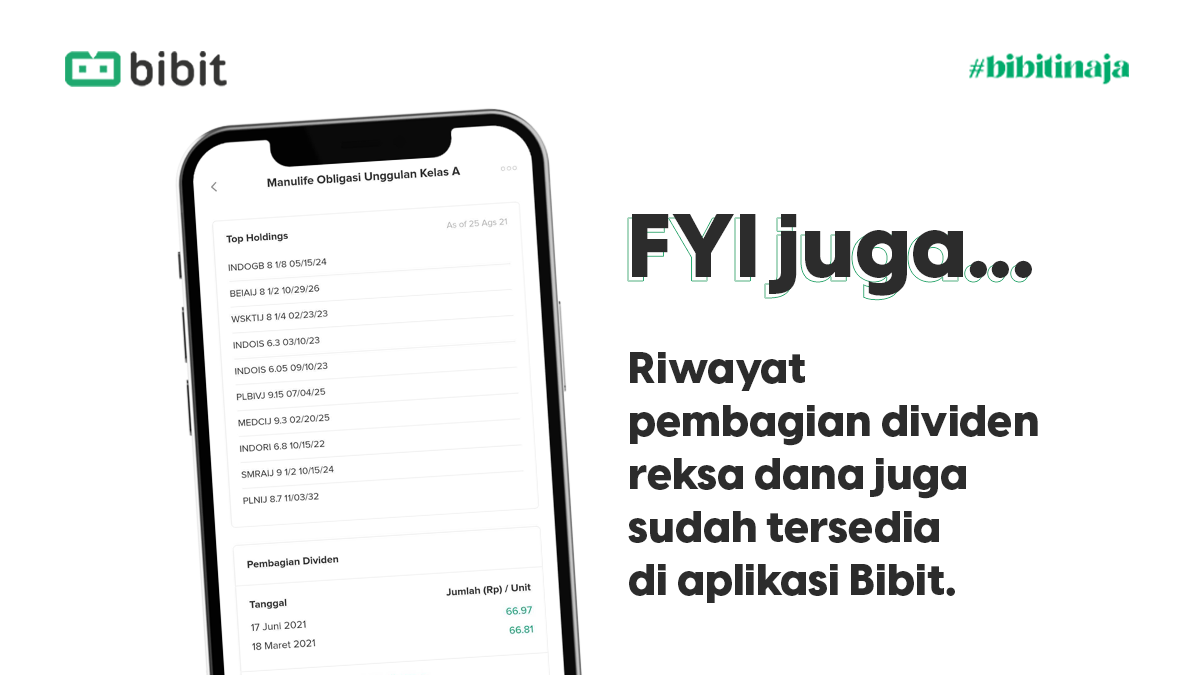 bibit
#bibitinaja
Manulife Obligasi Unggulan Kelas A
Top Holdings
As of 25 Ags 21
INDOGB 8 1/8 05/15/24
BEIAIJ 8 1/2 10/29/26
WSKTIJ 8 1/4 02/23/23
INDOIS 6.3 03/10/23
INDOIS 6.05 09/10/23
PLBIVJ 9.15 07/04/25
MEDCIJ 9.3 02/20/25
INDORI 6.8 10/15/22
SMRAIJ 9 1/2 10/15/24
PLNIJ 8.7 11/03/32
Pembagian Dividen
Tanggal
Jumlah (Rp) / Unit
17 Juni 2021
66.97
18 Maret 2021
66.81
FYI juga...
Riwayat
pembagian dividen
reksa dana juga
sudah tersedia
di aplikasi Bibit.